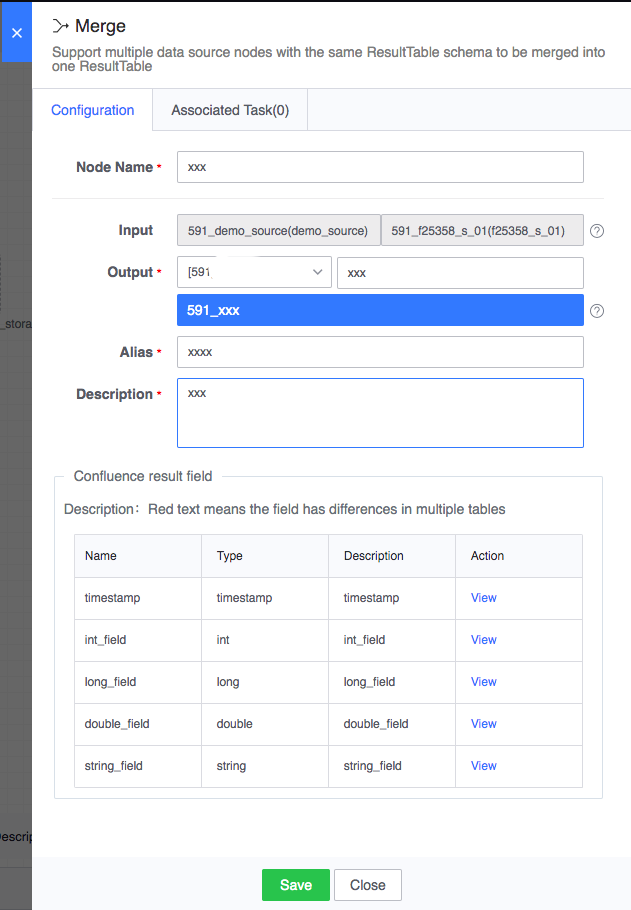 Merge
Support multiple data source nodes with the same ResultTable schema to be merged into
one ResultTable
Configuration Associated Task(0)
Node Name * xxx
Input 591_demo_source(demo_source) 591_f25358_s_01(f25358_s_01) ?
Output * [591 xxx
591_xxx ?
_stora
Alias * xxxx
Description * xxx
Confluence result field
Description: Red text means the field has differences in multiple tables
Name Type Description Action
timestamp timestamp timestamp View
int_field int int_field View
long_field long long_field View
double_field double double_field View
string_field string string_field View
escrip
Save Close